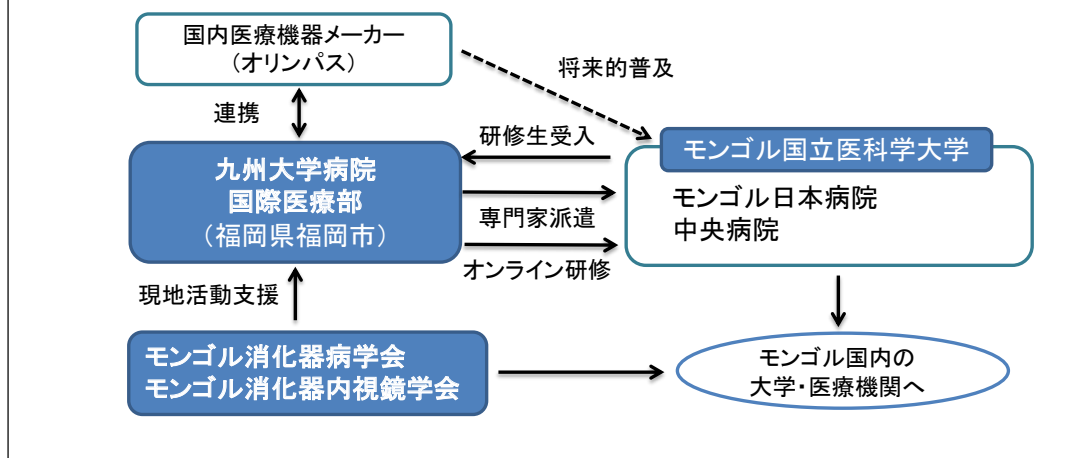 国内医療機器メーカー
(オリンパス)
将来的普及
連携
研修生受入
モンゴル国立医科学大学
九州大学病院
国際医療部
（福岡県福岡市）
モンゴル日本病院
中央病院
専門家派遣
オンライン研修
現地活動支援
モンゴル消化器病学会
モンゴル消化器内視鏡学会
モンゴル国内の
大学・医療機関へ